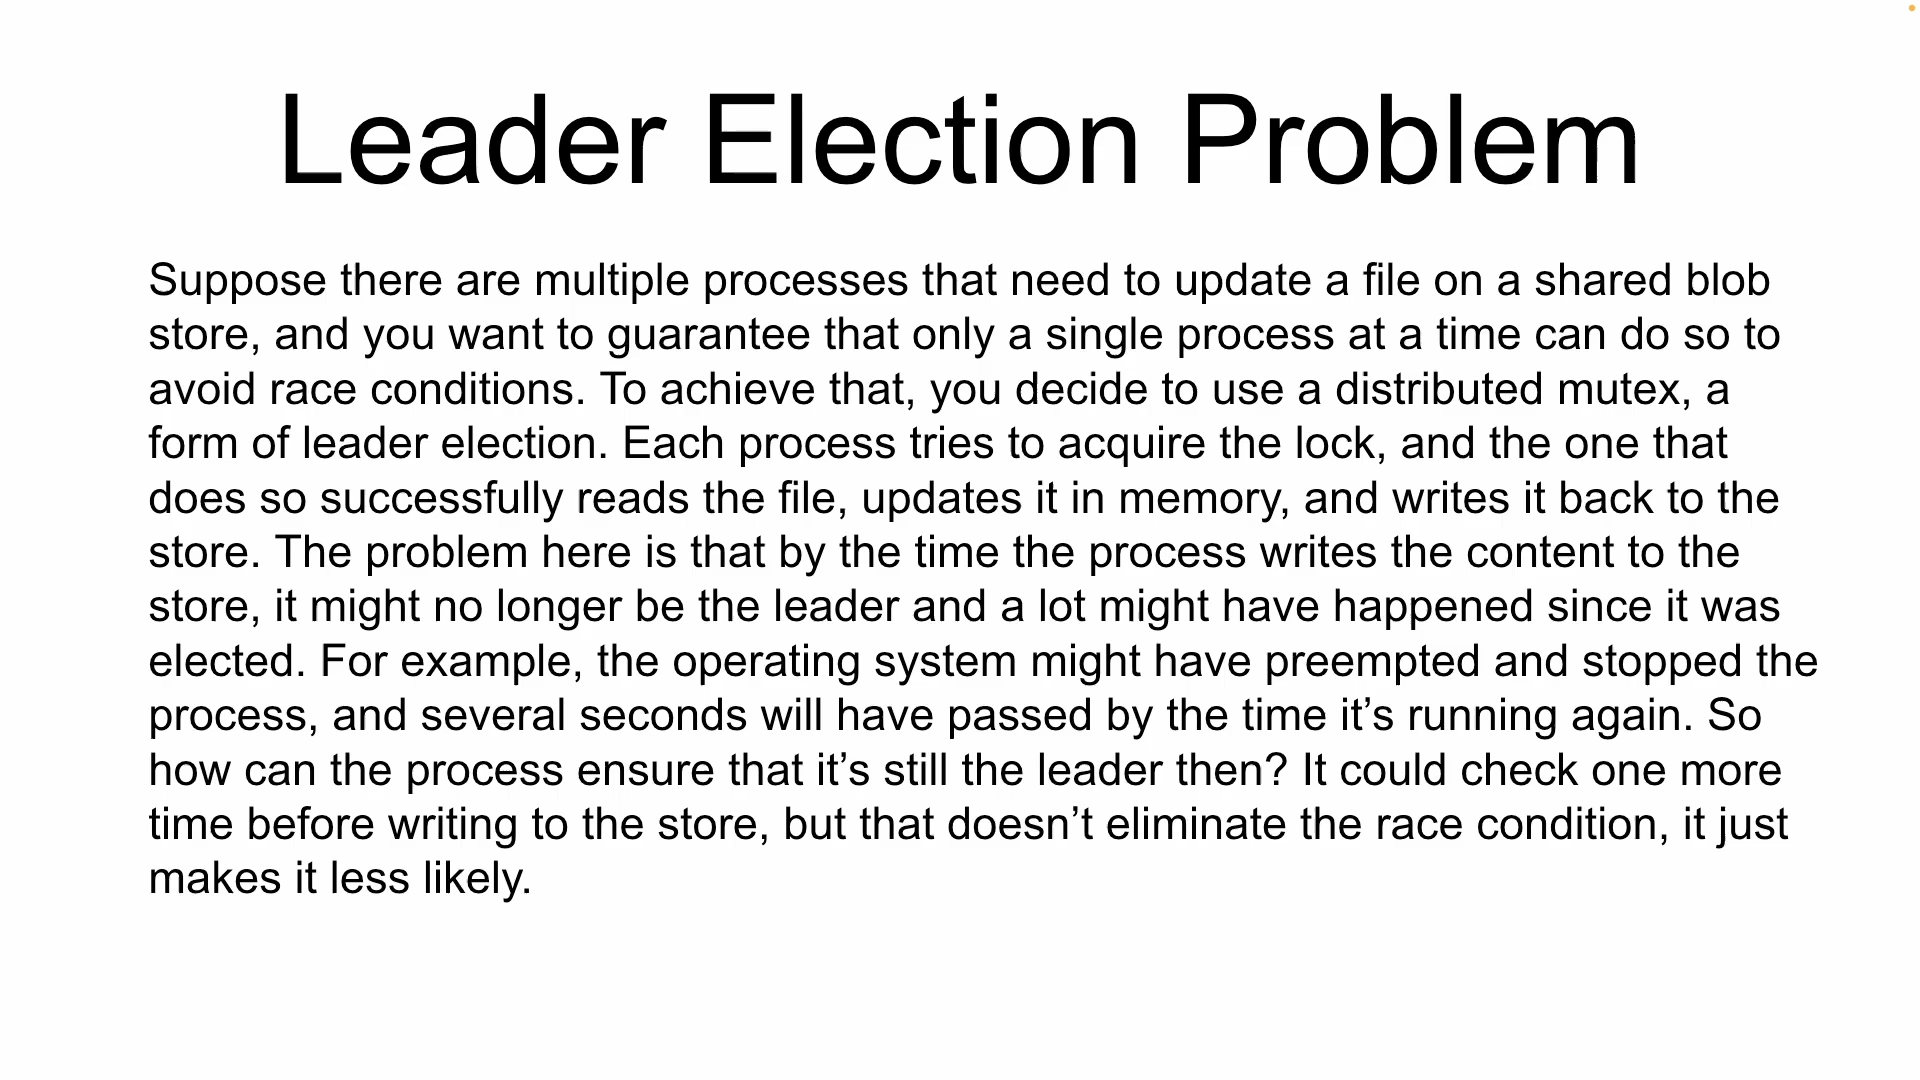 Leader Election Problem
Suppose there are multiple processes that need to update a file on a shared blob
store, and you want to guarantee that only a single process at a time can do so to
avoid race conditions. To achieve that, you decide to use a distributed mutex, a
form of leader election. Each process tries to acquire the lock, and the one that
does so successfully reads the file, updates it in memory, and writes it back to the
store. The problem here is that by the time the process writes the content to the
store, it might no longer be the leader and a lot might have happened since it was
elected. For example, the operating system might have preempted and stopped the
process, and several seconds will have passed by the time it’s running again. So
how can the process ensure that it’s still the leader then? It could check one more
time before writing to the store, but that doesn’t eliminate the race condition, it just
makes it less likely.